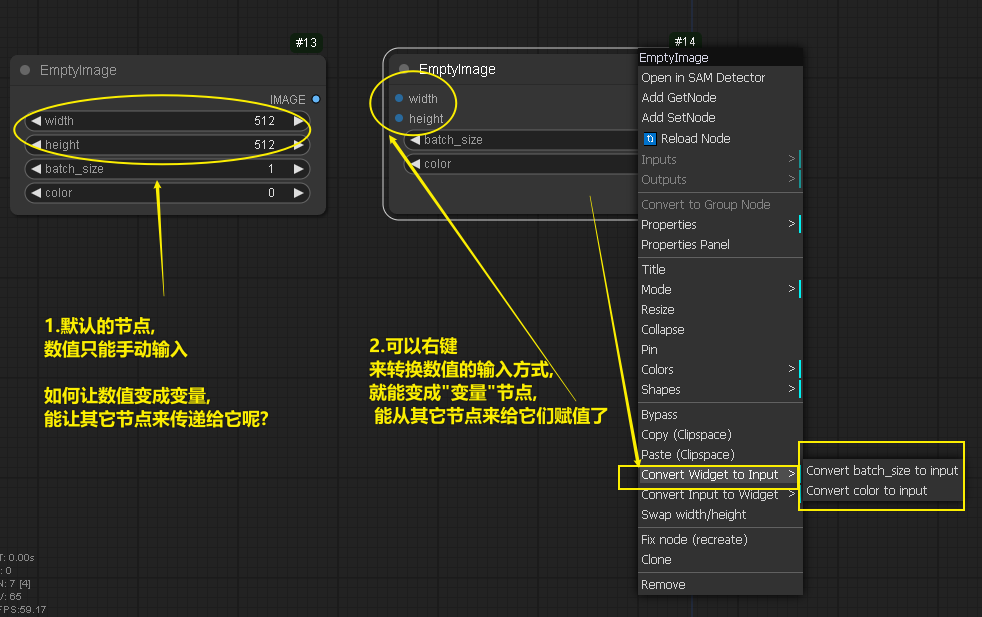 #13
EmptyImage
IMAGE
width 512
height 512
batch_size 1
color 0
1.默认的节点,
数值只能手动输入
如何让数值变成变量,
能让其它节点来传递给它呢?
#14
EmptyImage
width
height
batch_size
color
2.可以右键
来转换数值的输入方式,
就能变成"变量"节点,
能从其它节点来给它们赋值了
EmptyImage
Open in SAM Detector
Add GetNode
Add SetNode
Reload Node
Inputs >
Outputs >
Convert to Group Node
Properties >
Properties Panel
Title
Mode >
Resize
Collapse
Pin
Colors >
Shapes >
Bypass
Copy (Clipspace)
Paste (Clipspace)
Convert Widget to Input >
Convert Input to Widget >
Swap width/height
Fix node (recreate)
Clone
Remove
Convert batch_size to input
Convert color to input
T: 0.00s
: 0
N: 7 [4]
V: 65
FPS:59.17